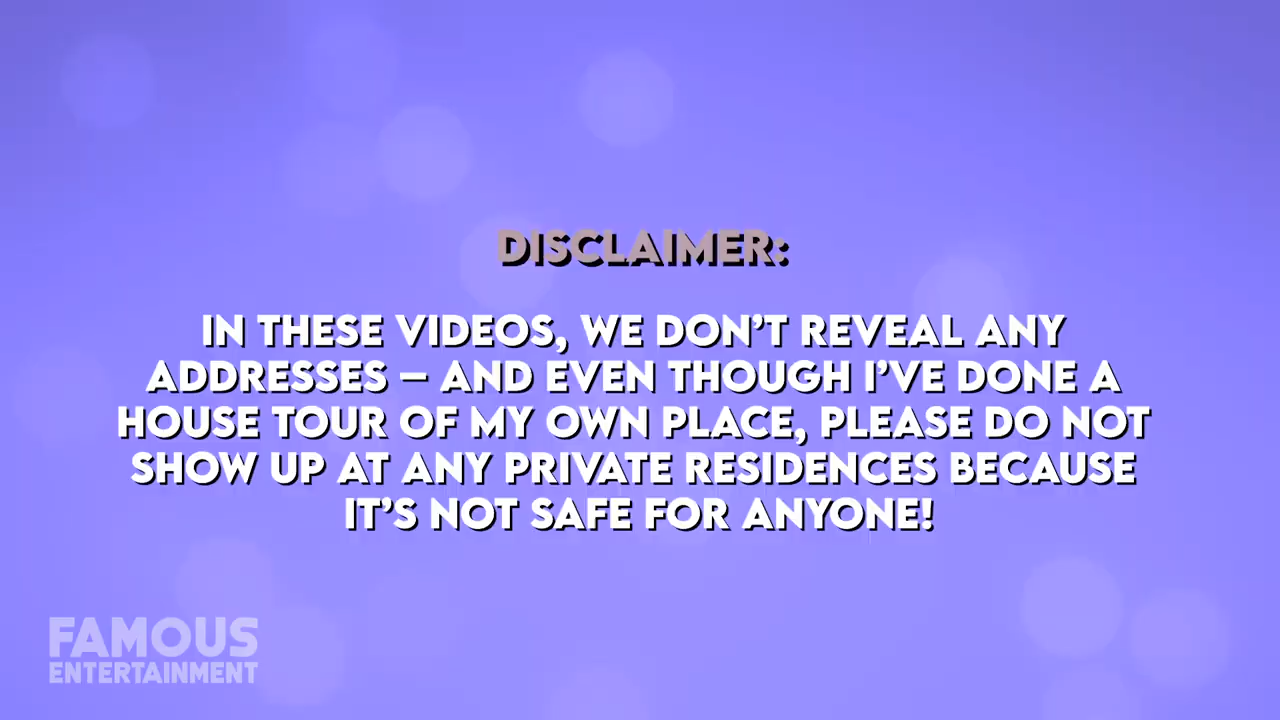 DISCLAIMER:
IN THESE VIDEOS, WE DON'T REVEAL ANY
ADDRESSES – AND EVEN THOUGH I'VE DONE A
HOUSE TOUR OF MY OWN PLACE, PLEASE DO NOT
SHOW UP AT ANY PRIVATE RESIDENCES BECAUSE
IT'S NOT SAFE FOR ANYONE!
FAMOUS
ENTERTAINMENT